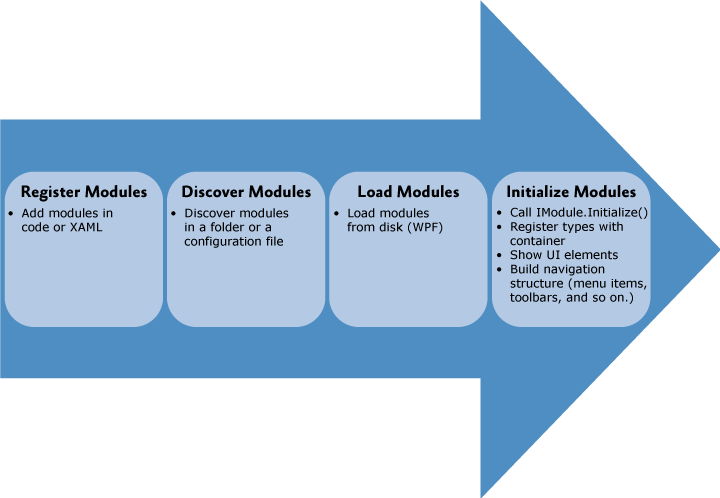 Register Modules
• Add modules in
code or XAML
Discover Modules
• Discover modules
in a folder or a
configuration file
Load Modules
• Load modules
from disk (WPF)
Initialize Modules
• Call IModule.Initialize()
• Register types with
container
• Show UI elements
• Build navigation
structure (menu items,
toolbars, and so on.)